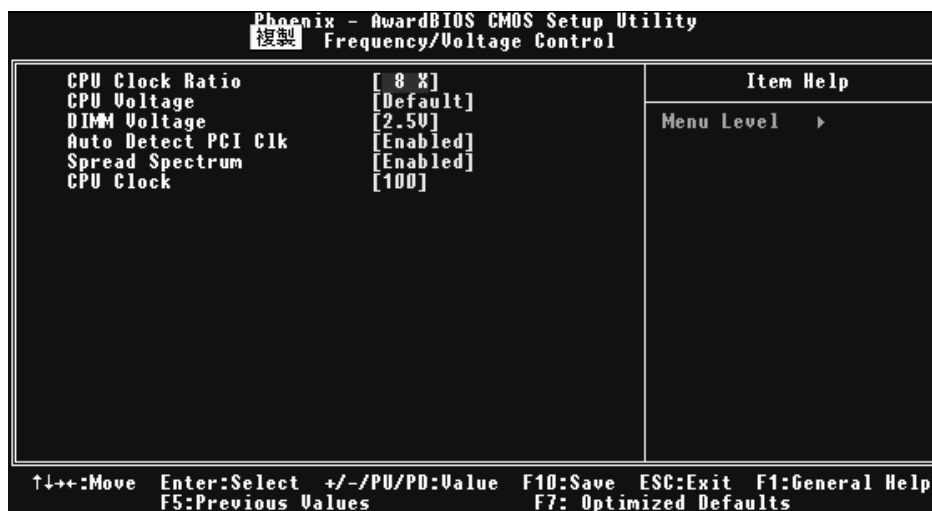 Phoenix - AwardBIOS CMOS Setup Utility
複製
Frequency/Voltage Control
CPU Clock Ratio [ 8 X]
CPU Voltage [Default]
DIMM Voltage [2.5V]
Auto Detect PCI Clk [Enabled]
Spread Spectrum [Enabled]
CPU Clock [100]
Item Help
Menu Level ▸
↑↓→←:Move Enter:Select +/-/PU/PD:Value F10:Save ESC:Exit F1:General Help
F5:Previous Values F7: Optimized Defaults